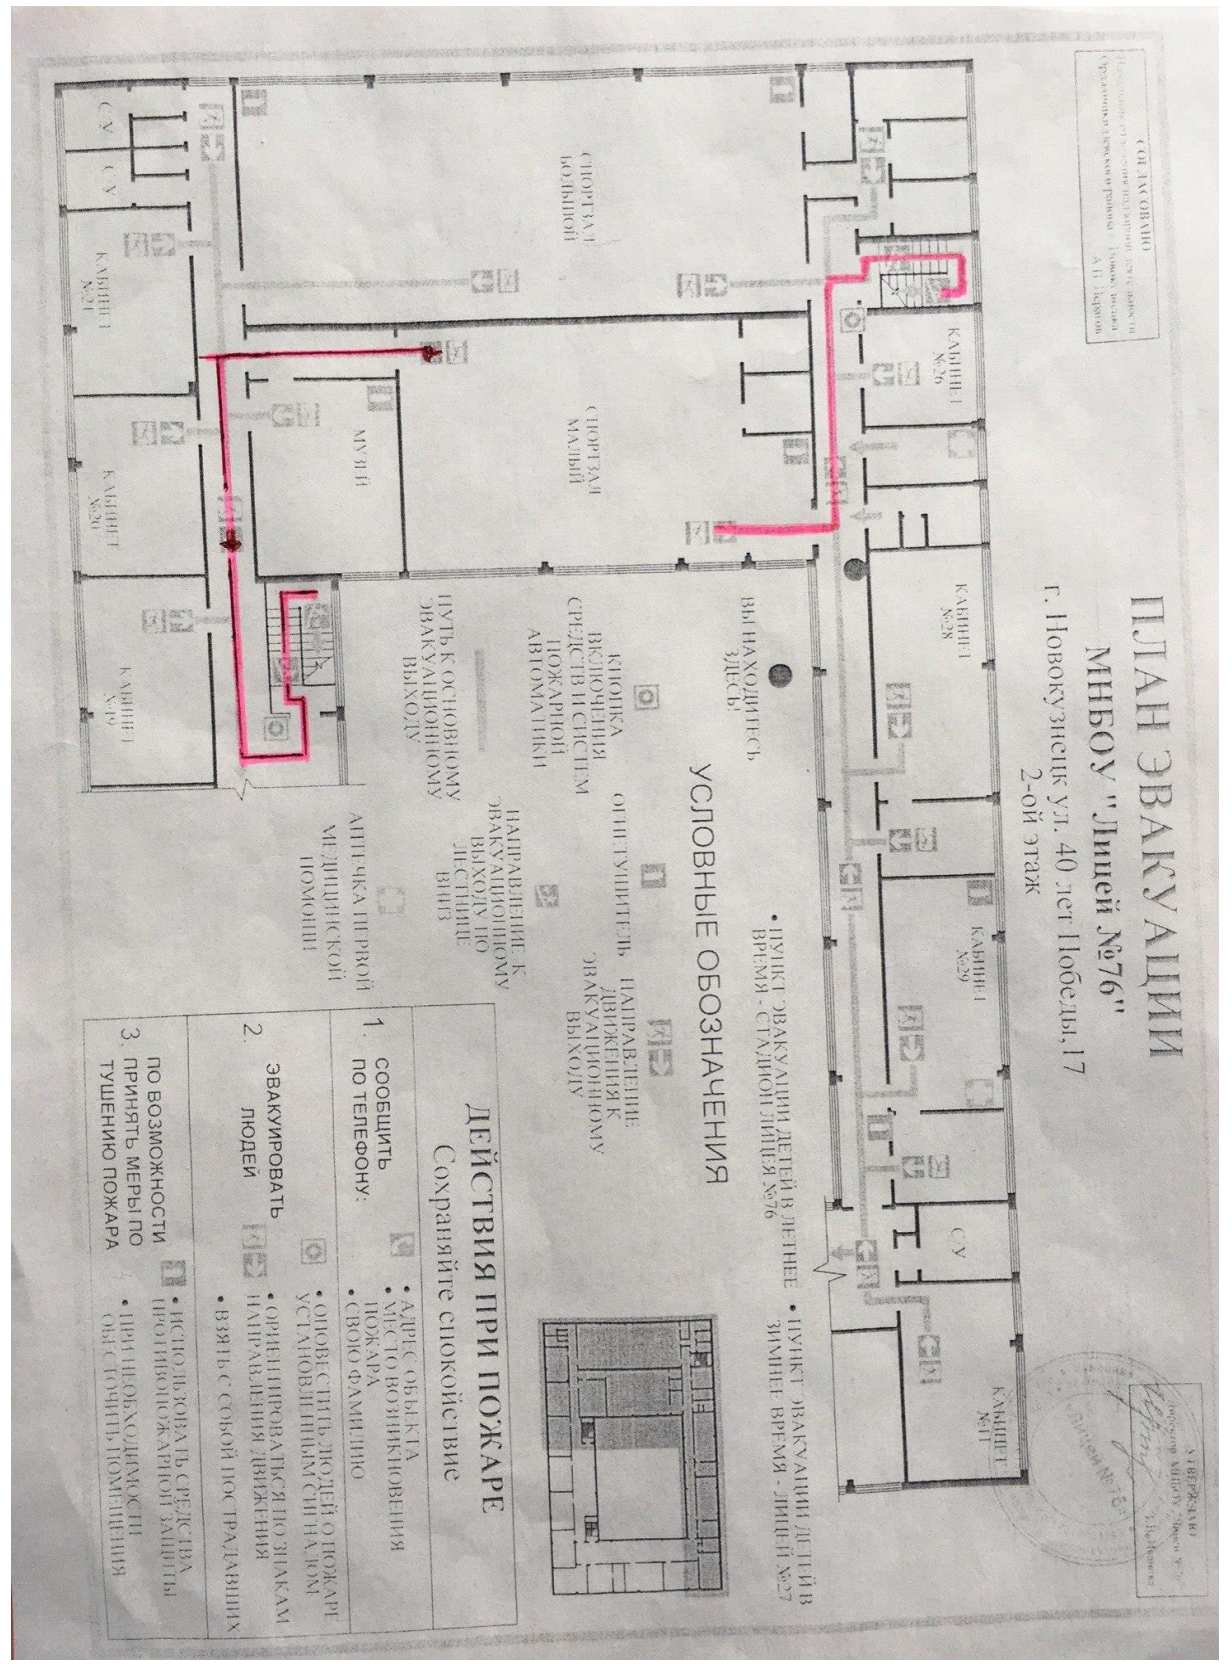 СОГЛАСОВАНО
УТВЕРЖДАЮ
ПЛАН ЭВАКУАЦИИ
МНБОУ "Лицей №76"
г. Новокузнецк ул. 40 лет Победы,17
2-ой этаж
КАБИНЕТ
№26
КАБИНЕТ
№28
КАБИНЕТ
№29
СУ
КАБИНЕТ
№11
СПОРТЗАЛ
БОЛЬШОЙ
СПОРТЗАЛ
МАЛЫЙ
МУЗЕЙ
СУ
СУ
КАБИНЕТ
№21
КАБИНЕТ
№20
КАБИНЕТ
№19
• ПУНКТ ЭВАКУАЦИИ ДЕТЕЙ В ЛЕТНЕЕ
ВРЕМЯ - СТАДИОН ЛИЦЕЯ №76
• ПУНКТ ЭВАКУАЦИИ ДЕТЕЙ В
ЗИМНЕЕ ВРЕМЯ - ЛИЦЕЙ №27
УСЛОВНЫЕ ОБОЗНАЧЕНИЯ
ВЫ НАХОДИТЕСЬ
ЗДЕСЬ!
КНОПКА
ВКЛЮЧЕНИЯ
СРЕДСТВ И СИСТЕМ
ПОЖАРНОЙ
АВТОМАТИКИ
ОГНЕТУШИТЕЛЬ
НАПРАВЛЕНИЕ
ДВИЖЕНИЯ К
ЭВАКУАЦИОННОМУ
ВЫХОДУ
ПУТЬ К ОСНОВНОМУ
ЭВАКУАЦИОННОМУ
ВЫХОДУ
НАПРАВЛЕНИЕ К
ЭВАКУАЦИОННОМУ
ВЫХОДУ ПО
ЛЕСТНИЦЕ
ВНИЗ
АПТЕЧКА ПЕРВОЙ
МЕДИЦИНСКОЙ
ПОМОЩИ
ДЕЙСТВИЯ ПРИ ПОЖАРЕ
Сохраняйте спокойствие
1. СООБЩИТЬ
ПО ТЕЛЕФОНУ:
• АДРЕС ОБЪЕКТА
• МЕСТО ВОЗНИКНОВЕНИЯ
ПОЖАРА
• СВОЮ ФАМИЛИЮ
2. ЭВАКУИРОВАТЬ
ЛЮДЕЙ
• ОПОВЕСТИТЬ ЛЮДЕЙ О ПОЖАРЕ
УСТАНОВЛЕННЫМ СИГНАЛОМ
• ОРИЕНТИРОВАТЬСЯ ПО ЗНАКАМ
НАПРАВЛЕНИЯ ДВИЖЕНИЯ
• ВЗЯТЬ С СОБОЙ ПОСТРАДАВШИХ
3. ПО ВОЗМОЖНОСТИ
ПРИНЯТЬ МЕРЫ ПО
ТУШЕНИЮ ПОЖАРА
• ИСПОЛЬЗОВАТЬ СРЕДСТВА
ПРОТИВОПОЖАРНОЙ ЗАЩИТЫ
• ПРИ НЕОБХОДИМОСТИ
ОБЕСТОЧИТЬ ПОМЕЩЕНИЯ